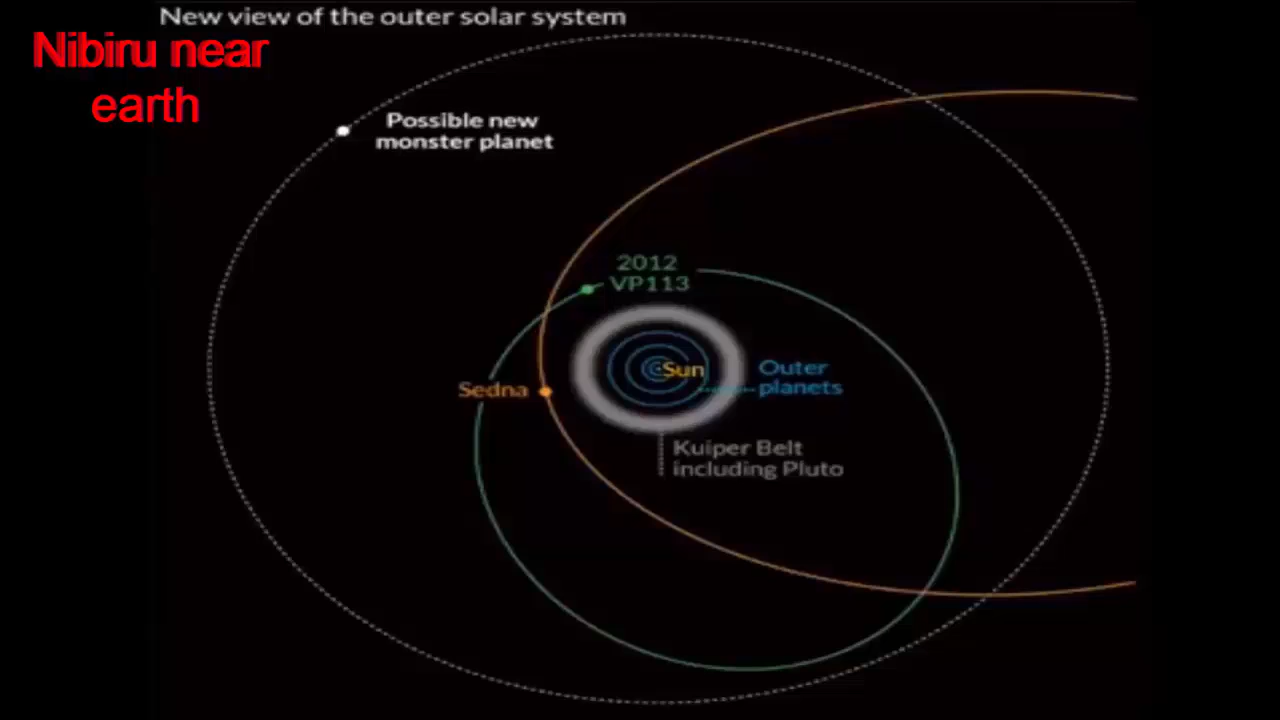 New view of the outer solar system
Nibiru near
earth
Possible new
monster planet
2012
VP113
Sun
Outer
planets
Sedna
Kuiper Belt
including Pluto